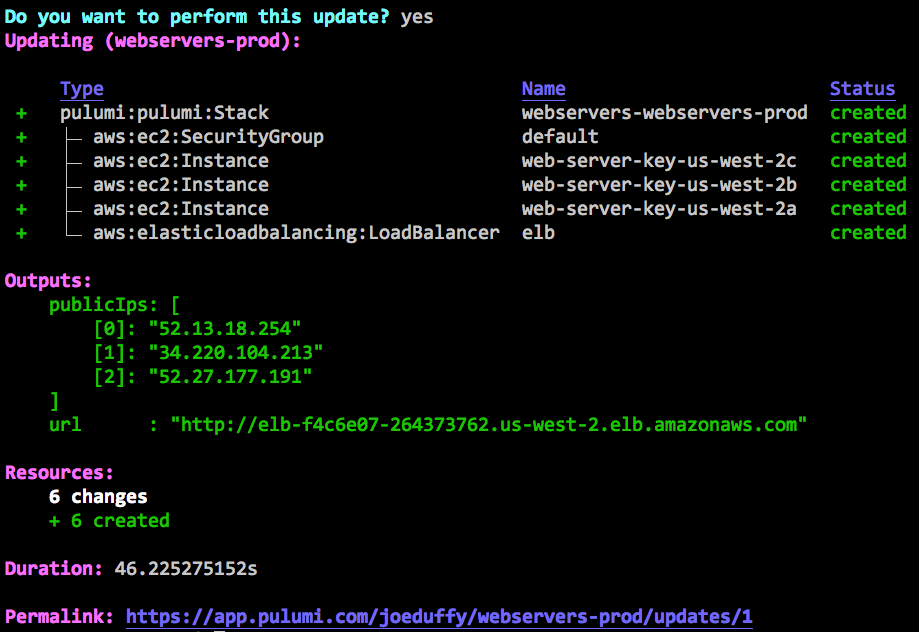 Do you want to perform this update? yes
Updating (webservers-prod):
Type Name Status
+ pulumi:pulumi:Stack webservers-webservers-prod created
+ aws:ec2:SecurityGroup default created
+ aws:ec2:Instance web-server-key-us-west-2c created
+ aws:ec2:Instance web-server-key-us-west-2b created
+ aws:ec2:Instance web-server-key-us-west-2a created
+ aws:elasticloadbalancing:LoadBalancer elb created
Outputs:
publicIps: [
[0]: "52.13.18.254"
[1]: "34.220.104.213"
[2]: "52.27.177.191"
]
url : "http://elb-f4c6e07-264373762.us-west-2.elb.amazonaws.com"
Resources:
6 changes
+ 6 created
Duration: 46.225275152s
Permalink: https://app.pulumi.com/joeduffy/webservers-prod/updates/1